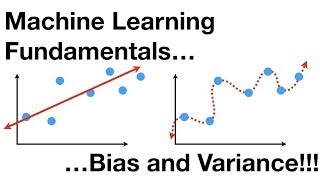 Machine Learning
Fundamentals…
…Bias and Variance!!!